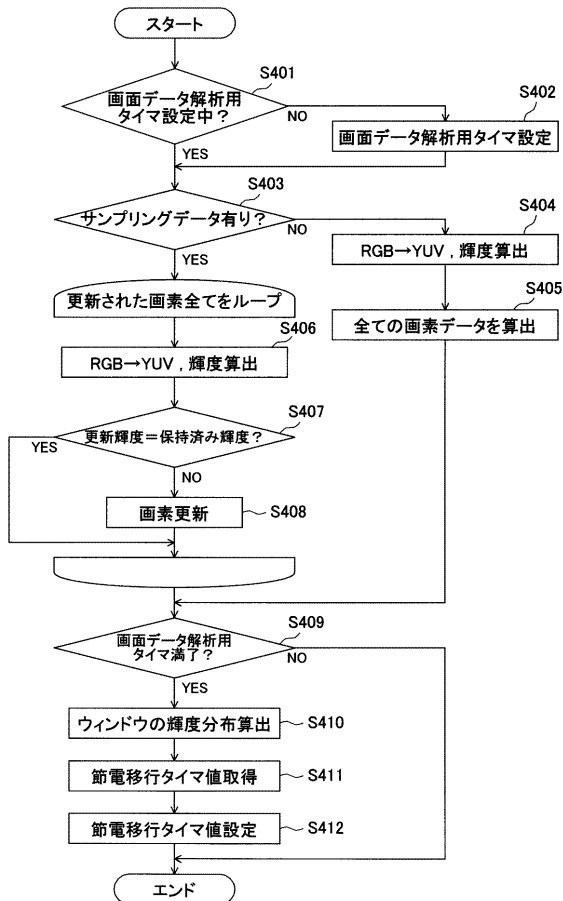 スタート
S401
画面データ解析用
タイマ設定中？
NO
YES
S402
画面データ解析用タイマ設定
S403
サンプリングデータ有り？
NO
YES
S404
RGB→YUV，輝度算出
S405
全ての画素データを算出
更新された画素全てをループ
S406
RGB→YUV，輝度算出
S407
更新輝度＝保持済み輝度？
YES
NO
画素更新
S408
S409
画面データ解析用
タイマ満了？
NO
YES
ウィンドウの輝度分布算出
S410
節電移行タイマ値取得
S411
節電移行タイマ値設定
S412
エンド